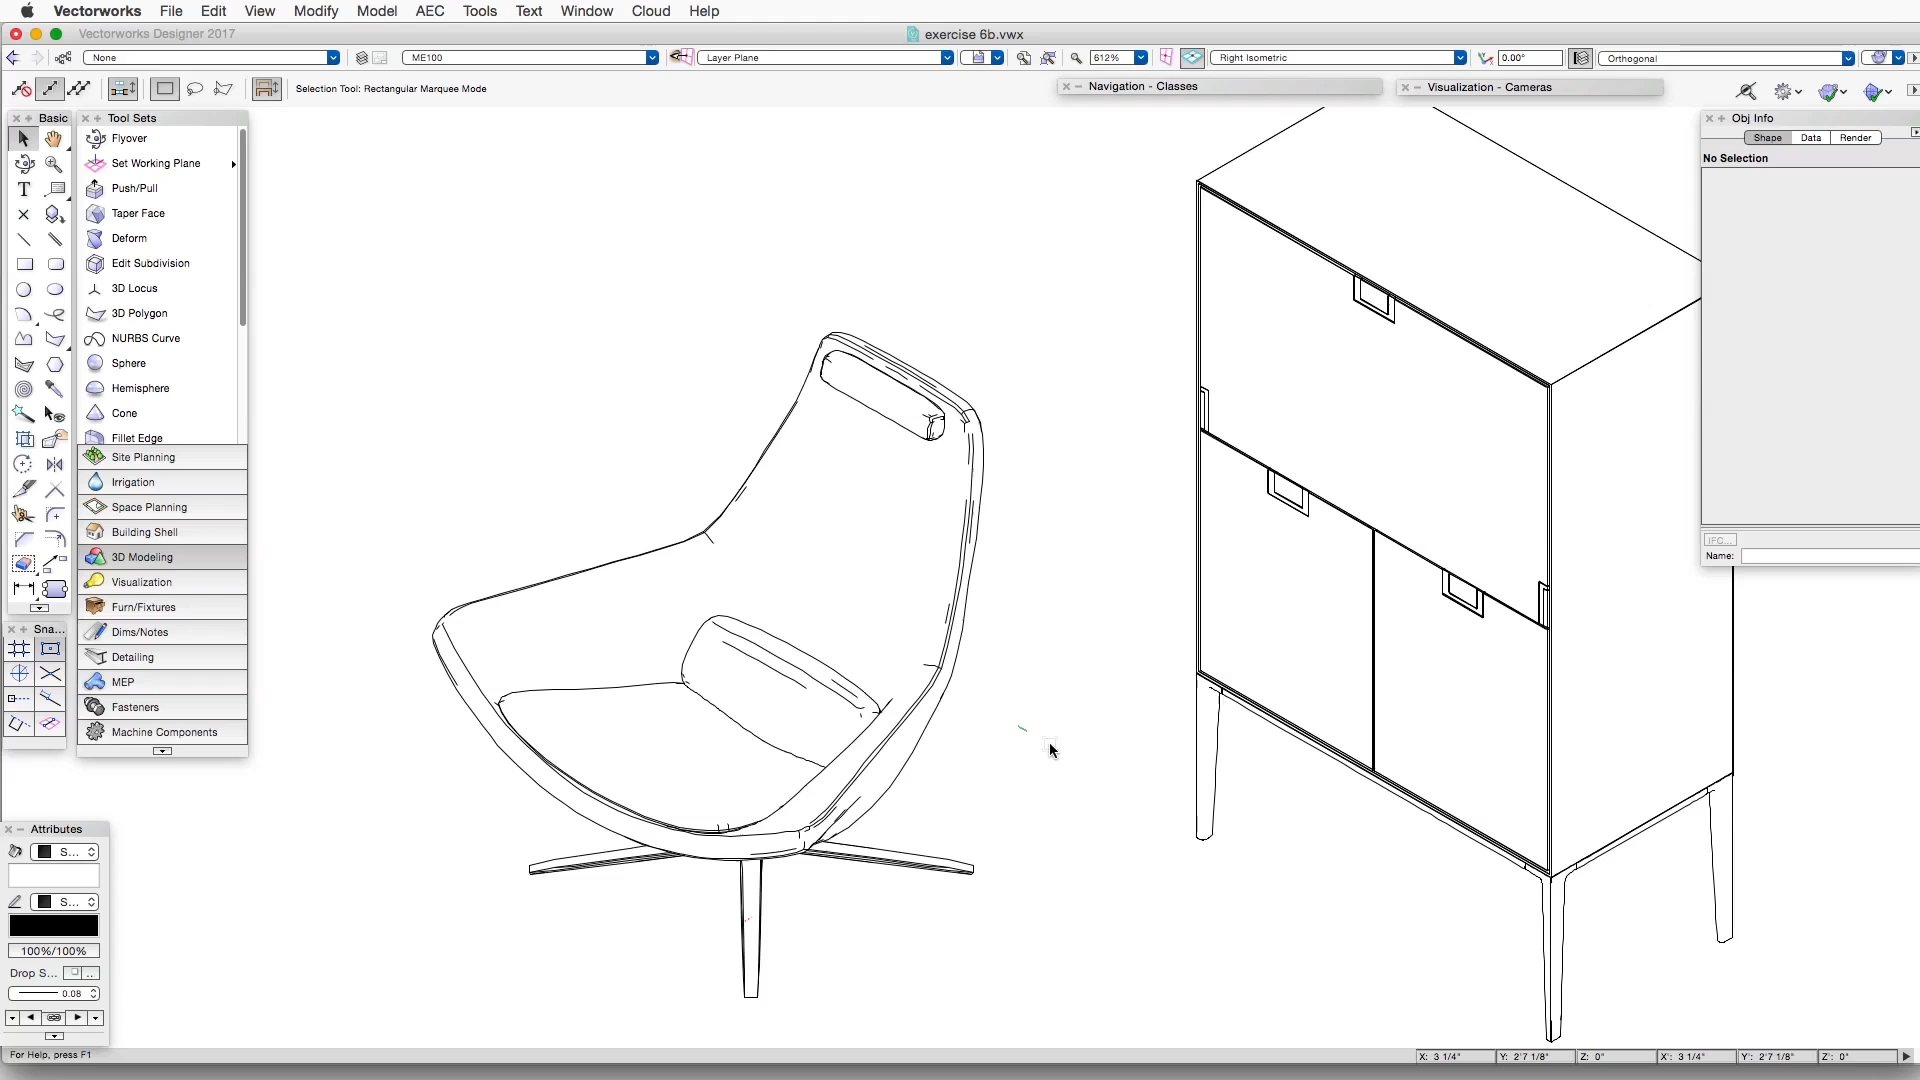 Vectorworks File Edit View Modify Model AEC Tools Text Window Cloud Help
Vectorworks Designer 2017
exercise 6b.vwx
None
ME100
Layer Plane
612%
Right Isometric
0.00°
Orthogonal
Selection Tool: Rectangular Marquee Mode
Navigation - Classes
Visualization - Cameras
Basic
Tool Sets
Flyover
Set Working Plane
Push/Pull
Taper Face
Deform
Edit Subdivision
3D Locus
3D Polygon
NURBS Curve
Sphere
Hemisphere
Cone
Fillet Edge
Site Planning
Irrigation
Space Planning
Building Shell
3D Modeling
Visualization
Furn/Fixtures
Dims/Notes
Detailing
MEP
Fasteners
Machine Components
Sna...
Attributes
S...
S...
100%/100%
Drop S...
...
0.08
For Help, press F1
Obj Info
Shape Data Render
No Selection
IFC...
Name:
X: 3 1/4" Y: 2'7 1/8" Z: 0" X': 3 1/4" Y': 2'7 1/8" Z': 0"